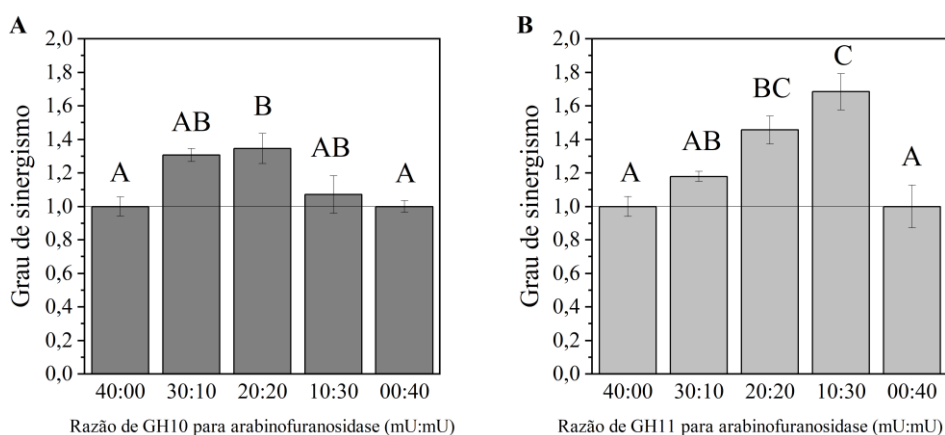 A
Grau de sinergismo
2,0
1,8
1,6
1,4
1,2
1,0
0,8
0,6
0,4
0,2
0,0
A
AB
B
AB
A
40:00 30:10 20:20 10:30 00:40
Razão de GH10 para arabinofuranosidase (mU:mU)
B
Grau de sinergismo
2,0
1,8
1,6
1,4
1,2
1,0
0,8
0,6
0,4
0,2
0,0
A
AB
BC
C
A
40:00 30:10 20:20 10:30 00:40
Razão de GH11 para arabinofuranosidase (mU:mU)